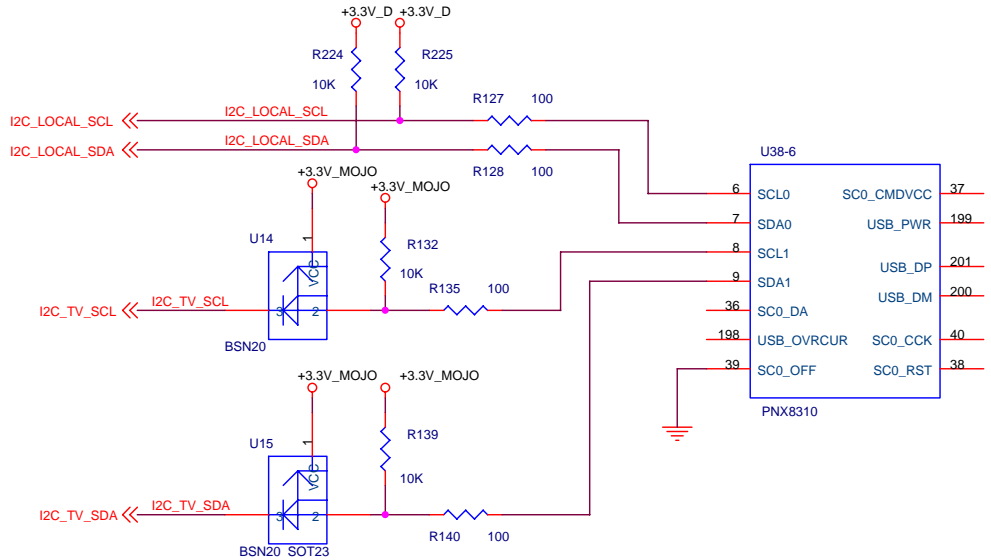 +3.3V_D
+3.3V_D
R224
R225
10K
10K
R127
100
I2C_LOCAL_SCL
I2C_LOCAL_SCL
I2C_LOCAL_SDA
I2C_LOCAL_SDA
R128
100
U38-6
+3.3V_MOJO
+3.3V_MOJO
6
SCL0
SC0_CMDVCC
37
7
SDA0
USB_PWR
199
8
SCL1
9
SDA1
USB_DP
201
36
SC0_DA
USB_DM
200
198
USB_OVRCUR
SC0_CCK
40
39
SC0_OFF
SC0_RST
38
PNX8310
U14
1
VCC
R132
10K
R135
100
I2C_TV_SCL
I2C_TV_SCL
3
2
BSN20
+3.3V_MOJO
+3.3V_MOJO
U15
1
VCC
R139
10K
I2C_TV_SDA
I2C_TV_SDA
3
2
R140
100
BSN20 SOT23